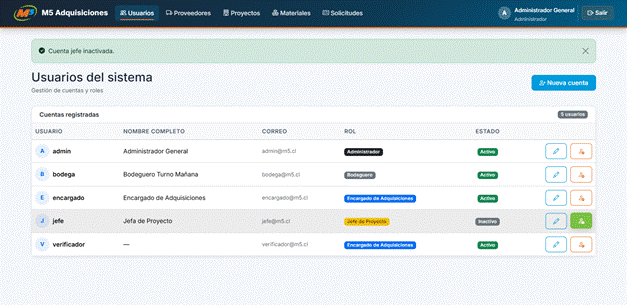 M5 M5 Adquisiciones Usuarios Proveedores Proyectos Materiales Solicitudes A Administrador General Administrador Salir
Cuenta jefe inactivada.
Usuarios del sistema
Gestión de cuentas y roles
Nueva cuenta
Cuentas registradas 5 usuarios
USUARIO NOMBRE COMPLETO CORREO ROL ESTADO
A admin Administrador General admin@m5.cl Administrador Activo
B bodega Bodeguero Turno Mañana bodega@m5.cl Bodeguero Activo
E encargado Encargado de Adquisiciones encargado@m5.cl Encargado de Adquisiciones Activo
J jefe Jefa de Proyecto jefe@m5.cl Jefe de Proyecto Inactivo
V verificador — verificador@m5.cl Encargado de Adquisiciones Activo